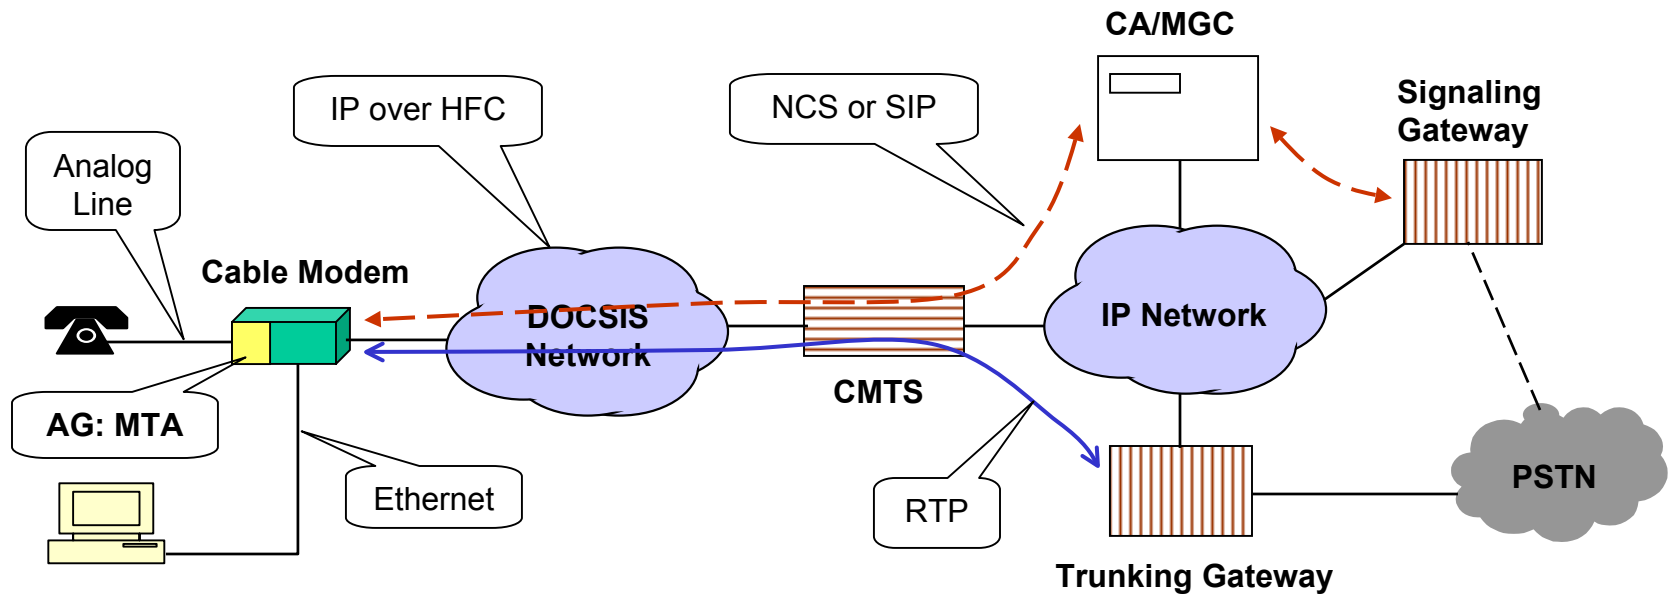 CA/MGC
IP over HFC
NCS or SIP
Signaling
Gateway
Analog
Line
Cable Modem
DOCSIS
Network
IP Network
CMTS
AG: MTA
Ethernet
RTP
PSTN
Trunking Gateway